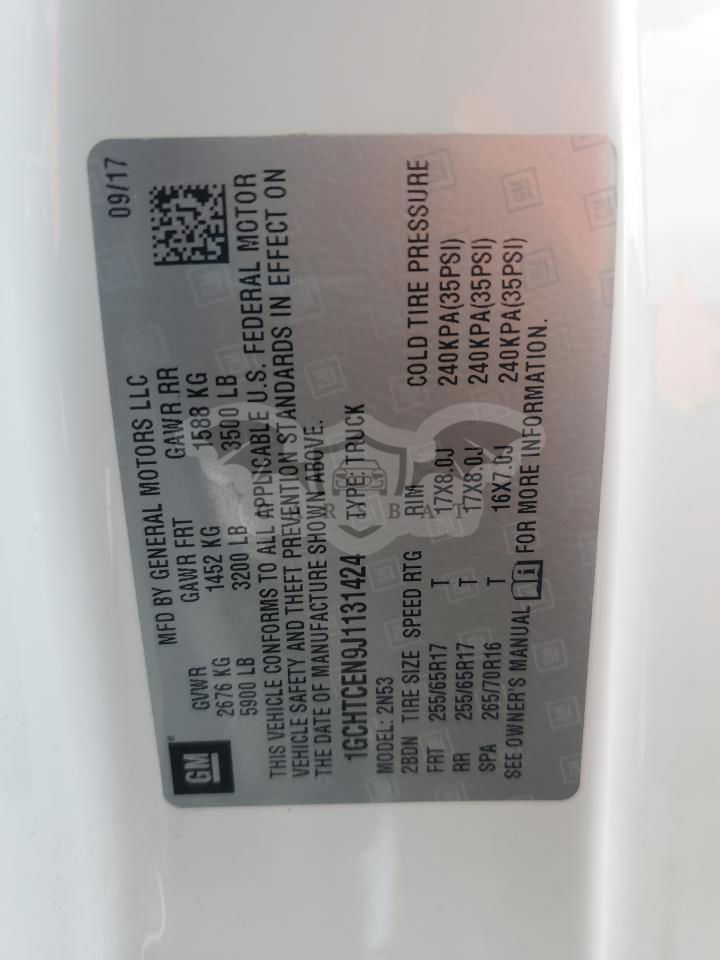 MFD BY GENERAL MOTORS LLC 09/17
GVWR GAWR FRT GAWR RR
2676 KG 1452 KG 1588 KG
5900 LB 3200 LB 3500 LB
GM
THIS VEHICLE CONFORMS TO ALL APPLICABLE U.S. FEDERAL MOTOR
VEHICLE SAFETY AND THEFT PREVENTION STANDARDS IN EFFECT ON
THE DATE OF MANUFACTURE SHOWN ABOVE.
1GCHTCEN9J1131424 TYPE: TRUCK
MODEL: 2N53
2BDN TIRE SIZE SPEED RTG RIM COLD TIRE PRESSURE
FRT 255/65R17 T 17X8.0J 240KPA(35PSI)
RR 255/65R17 T 17X8.0J 240KPA(35PSI)
SPA 265/70R16 T 16X7.0J 240KPA(35PSI)
SEE OWNER'S MANUAL FOR MORE INFORMATION.